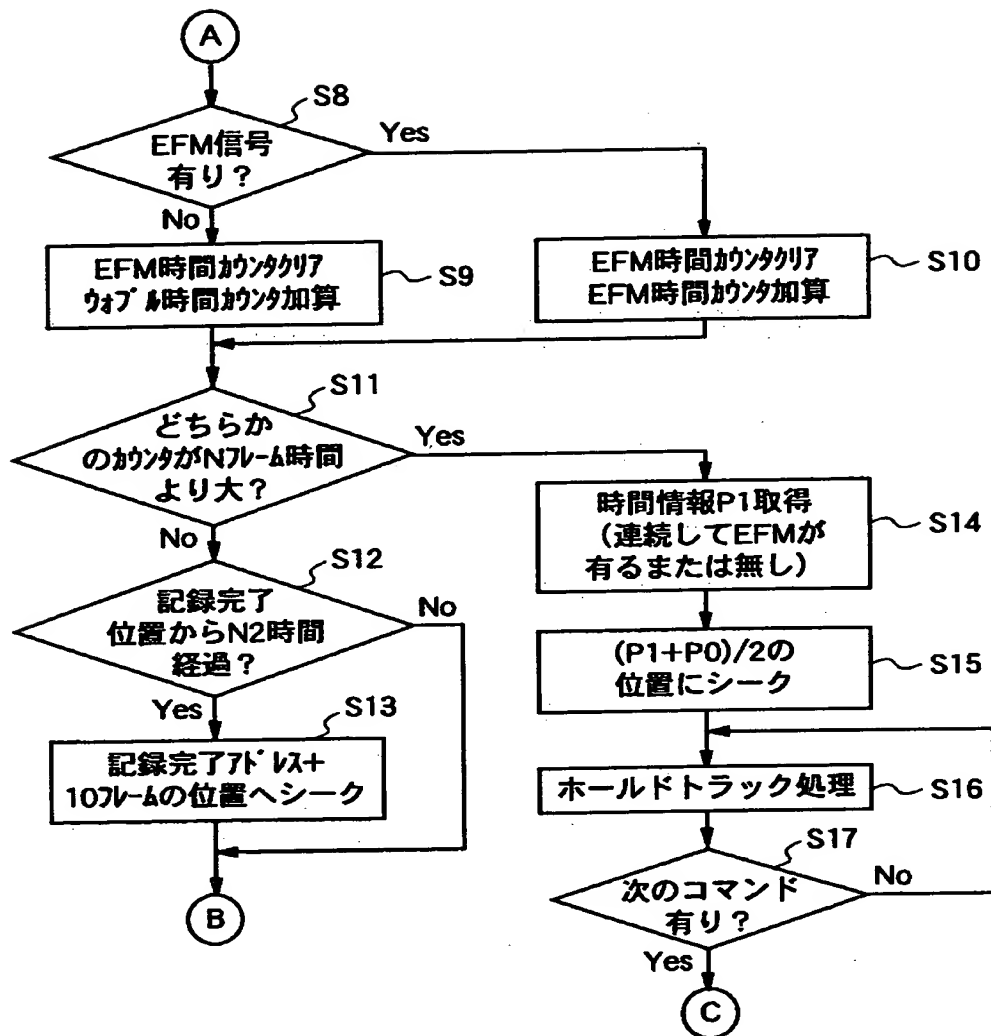 A
S8
EFM信号
有り？
Yes
No
EFM時間ｶｳﾝﾀｸﾘｱ
ｳｫﾌﾞﾙ時間ｶｳﾝﾀ加算
S9
EFM時間ｶｳﾝﾀｸﾘｱ
EFM時間ｶｳﾝﾀ加算
S10
S11
どちらか
のｶｳﾝﾀがNﾌﾚｰﾑ時間
より大？
Yes
No
S12
記録完了
位置からN2時間
経過？
No
Yes
S13
記録完了ｱﾄﾞﾚｽ+
10ﾌﾚｰﾑの位置へシーク
B
時間情報P1取得
（連続してEFMが
有るまたは無し）
S14
(P1+P0)/2の
位置にシーク
S15
ホールドトラック処理
S16
S17
次のコマンド
有り？
No
Yes
C